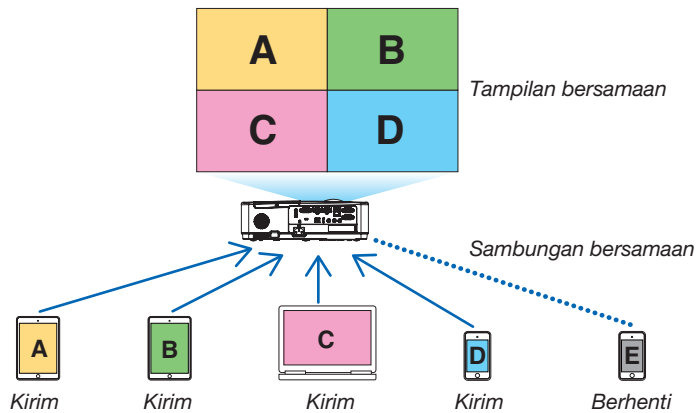 A B
Tampilan bersamaan
C D
Sambungan bersamaan
A B C D E
Kirim Kirim Kirim Kirim Berhenti